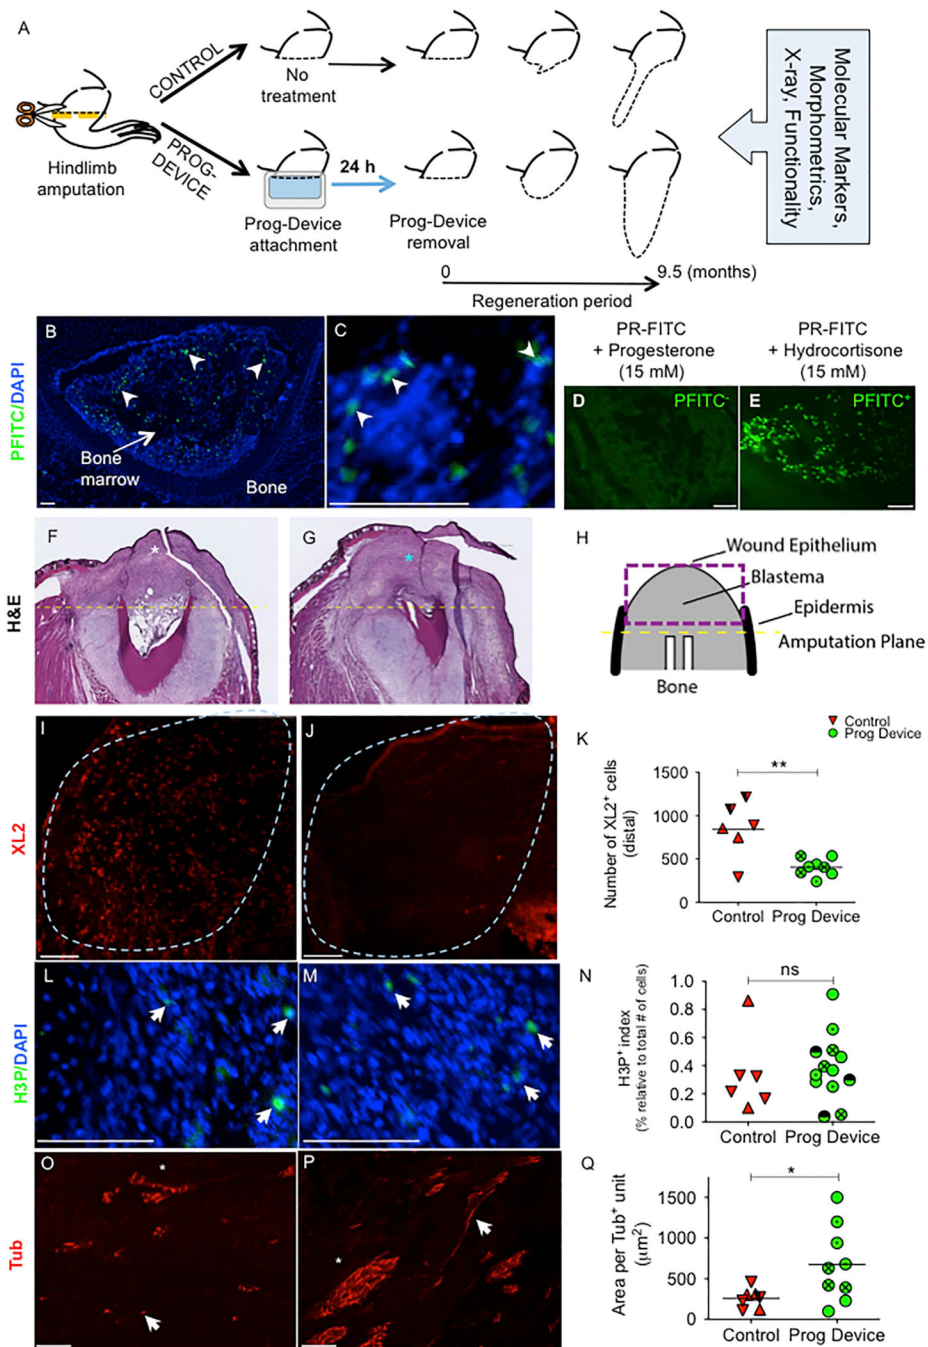 A
CONTROL
PROG-
DEVICE
Hindlimb
amputation
No
treatment
24 h
Prog-Device
attachment
Prog-Device
removal
0
9.5 (months)
Regeneration period
Molecular Markers,
Morphometrics,
X-ray, Functionality
PFITC/DAPI
B
Bone
marrow
Bone
C
PR-FITC
+ Progesterone
(15 mM)
PR-FITC
+ Hydrocortisone
(15 mM)
D
PFITC-
E
PFITC+
H&E
F
*
G
*
H
Wound Epithelium
Blastema
Epidermis
Amputation Plane
Bone
XL2
I
J
K
Control
Prog Device
**
Number of XL2+ cells
(distal)
1500
1000
500
0
Control Prog Device
H3P/DAPI
L
M
N
ns
H3P+ index
(% relative to total # of cells)
1.0
0.8
0.6
0.4
0.2
0.0
Control Prog Device
Tub
O
*
P
*
Q
*
Area per Tub+ unit
(µm2)
1500
1000
500
0
Control Prog Device